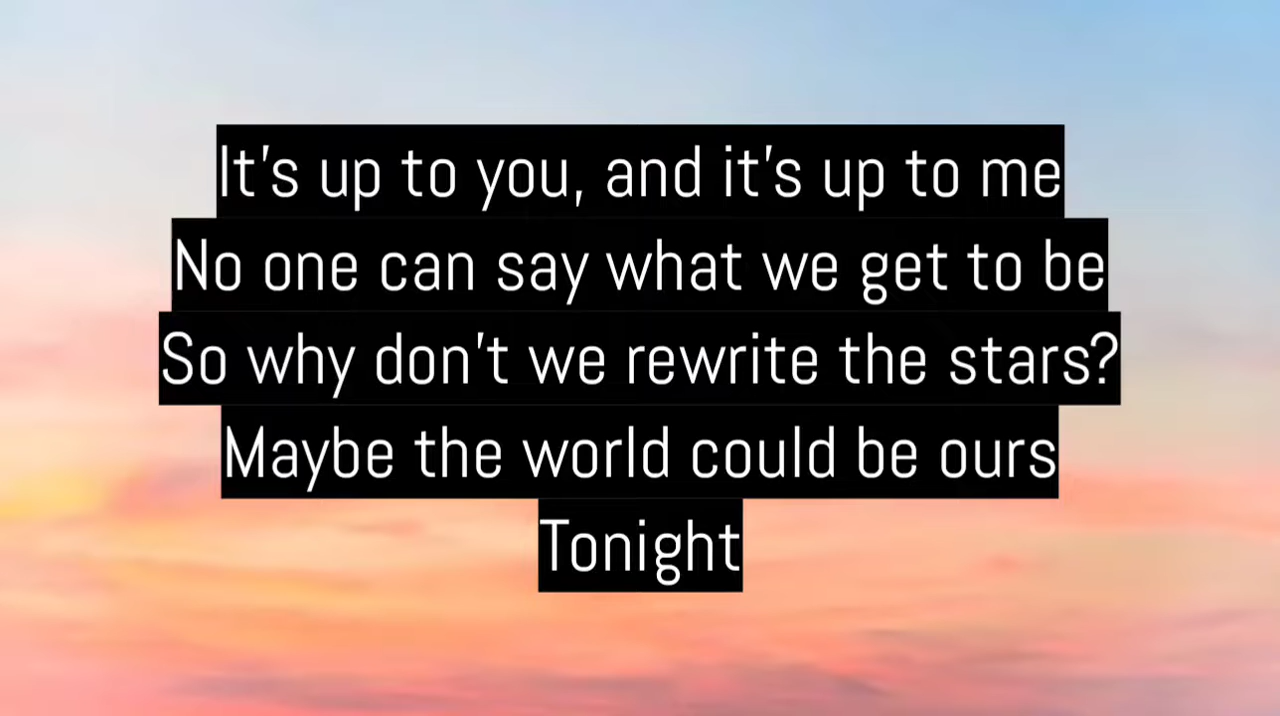 It's up to you, and it's up to me
No one can say what we get to be
So why don't we rewrite the stars?
Maybe the world could be ours
Tonight